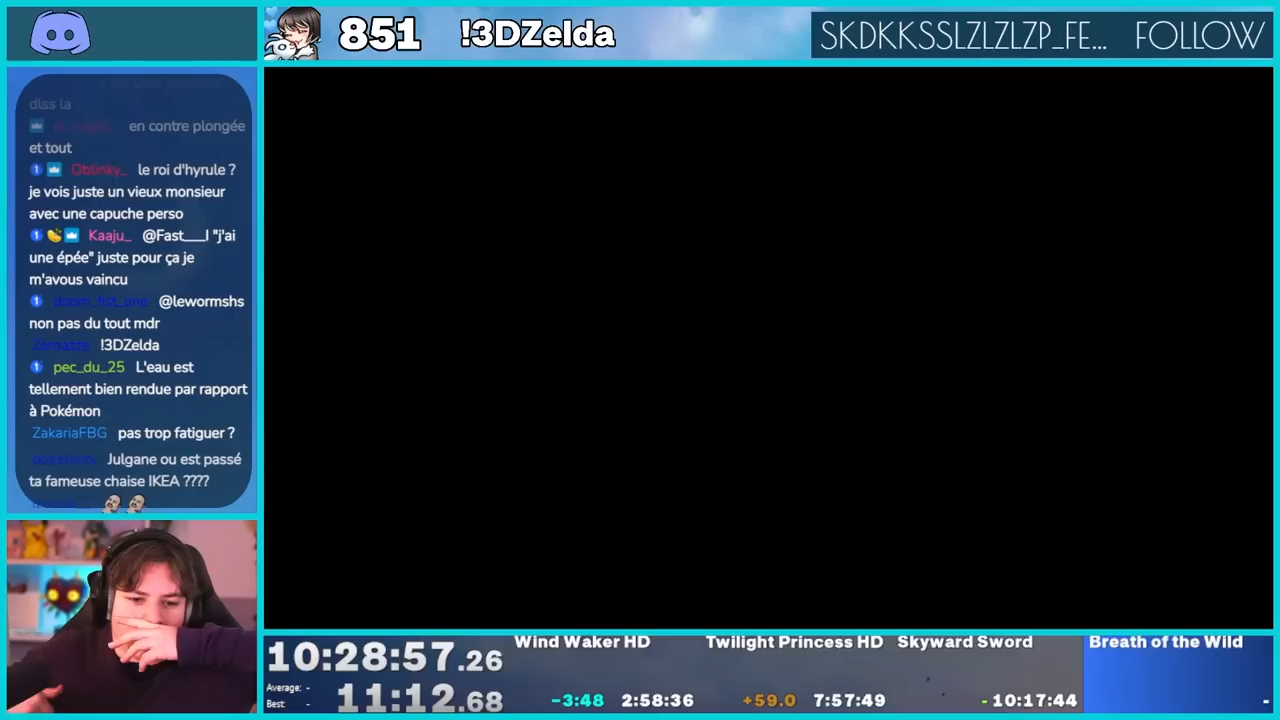 851 !3DZelda SKDKKSSLZLZLZP_FE... FOLLOW
dlss la
en contre plongée
et tout
Oblinky_ le roi d'hyrule ?
je vois juste un vieux monsieur
avec une capuche perso
Kaaju_ @Fast___I "j'ai
une épée" juste pour ça je
m'avous vaincu
doom_fist_one @lewormshs
non pas du tout mdr
Zemazze !3DZelda
pec_du_25 L'eau est
tellement bien rendue par rapport
à Pokémon
ZakariaFBG pas trop fatiguer ?
Julgane ou est passé
ta fameuse chaise IKEA ????
10:28:57.26
Average: -
Best: -
11:12.68
Wind Waker HD
-3:48 2:58:36
Twilight Princess HD
+59.0 7:57:49
Skyward Sword
- 10:17:44
Breath of the Wild
-